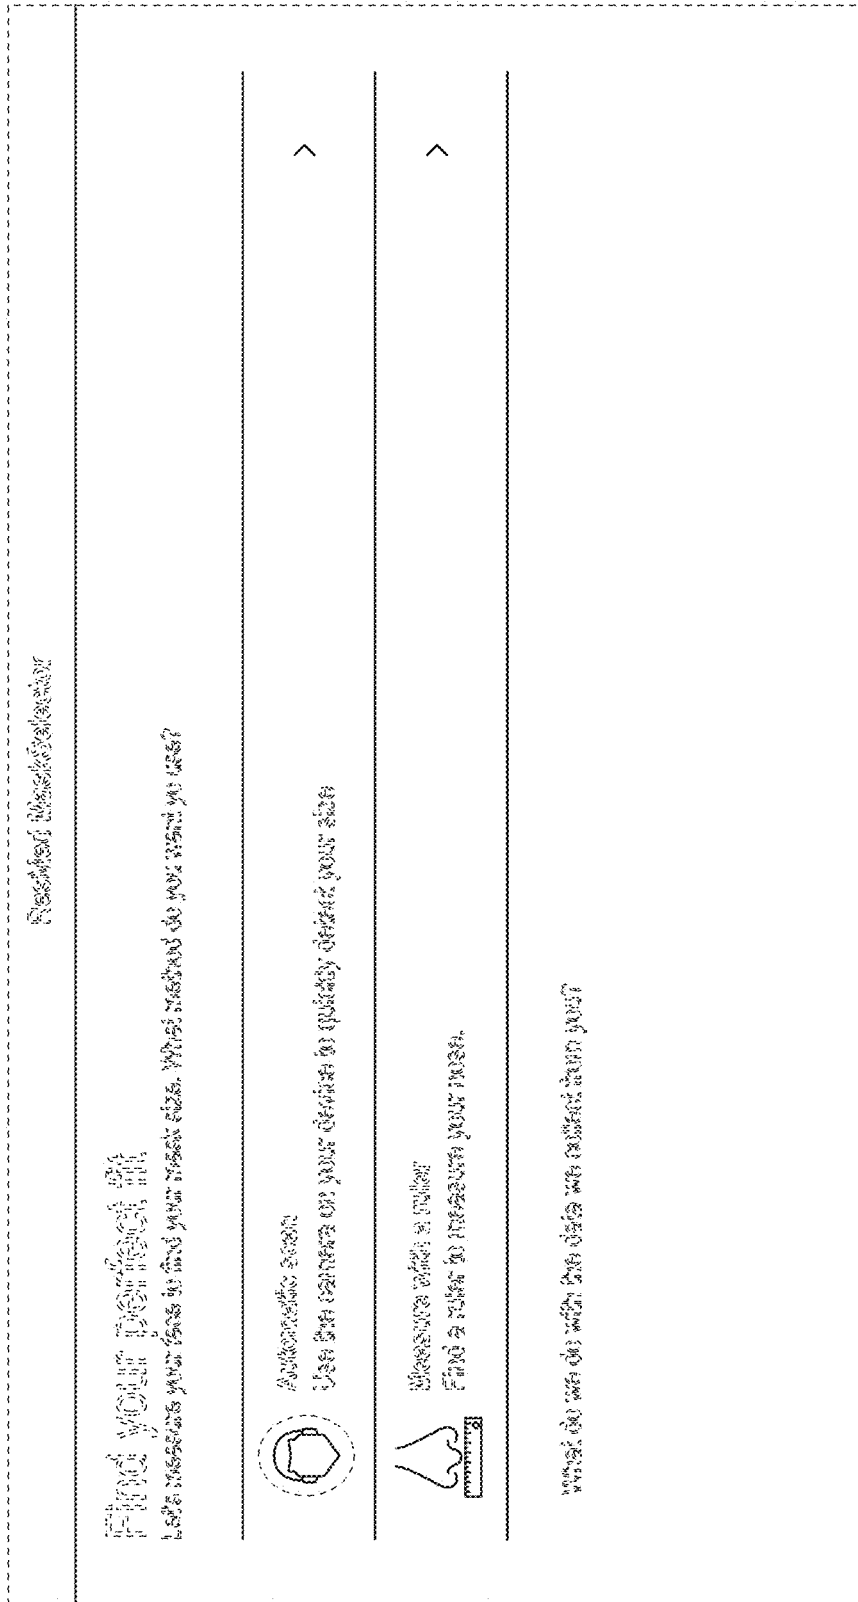 ResMed MaskSelector
Find your perfect fit.
Let's measure your face to find your mask size. What method do you want yo use?
Automatic scan
Use the camera on your device to quickly detect your size
Measure with a ruler
Find a ruler to measure your nose.
What do we do with the data we collect from you?